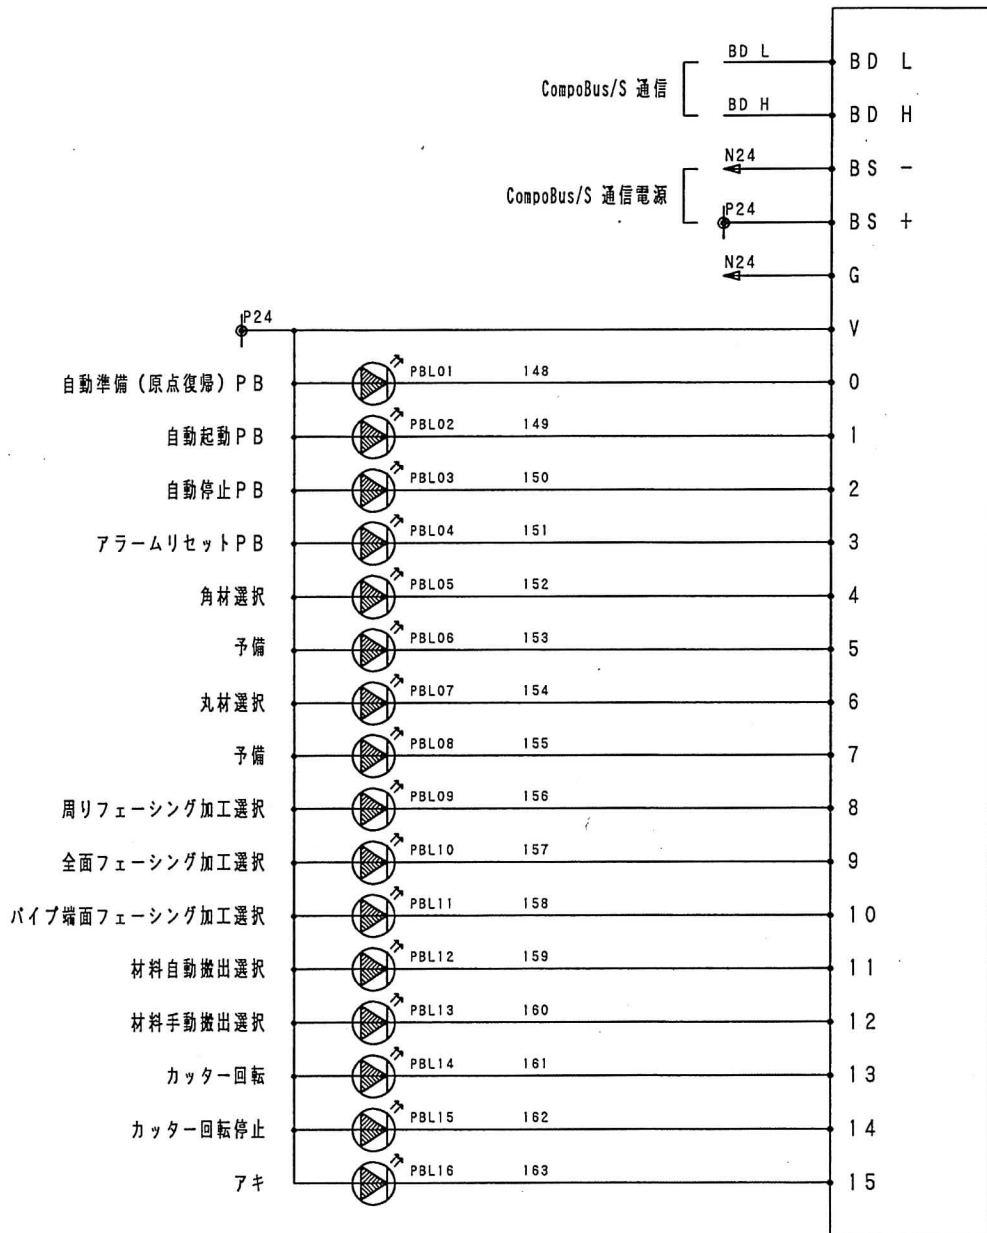 BD L BD L
CompoBus/S 通信
BD H BD H
N24 BS -
CompoBus/S 通信電源
P24 BS +
N24 G
P24 V
自動準備(原点復帰)PB PBL01 148 0
自動起動PB PBL02 149 1
自動停止PB PBL03 150 2
アラームリセットPB PBL04 151 3
角材選択 PBL05 152 4
予備 PBL06 153 5
丸材選択 PBL07 154 6
予備 PBL08 155 7
周りフェーシング加工選択 PBL09 156 8
全面フェーシング加工選択 PBL10 157 9
パイプ端面フェーシング加工選択 PBL11 158 10
材料自動搬出選択 PBL12 159 11
材料手動搬出選択 PBL13 160 12
カッター回転 PBL14 161 13
カッター回転停止 PBL15 162 14
アキ PBL16 163 15